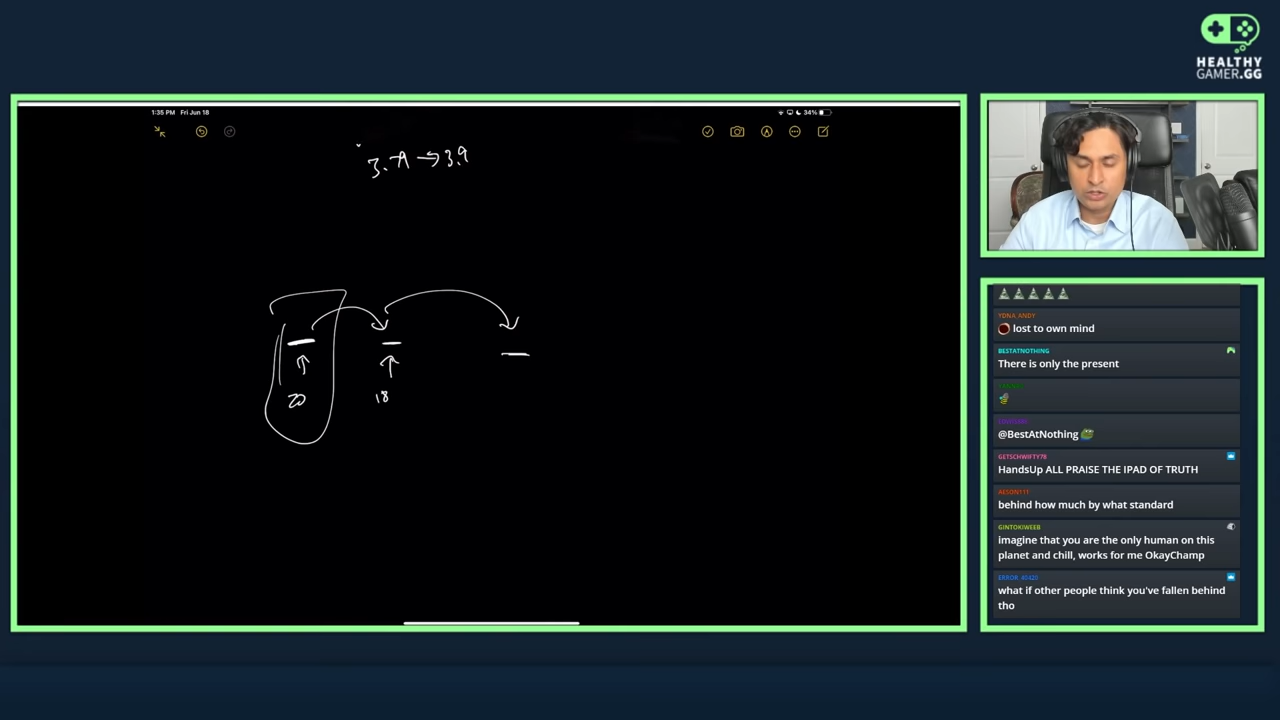 HEALTHY
GAMER.GG
1:35 PM Fri Jun 18
34%
→3.9
20
18
YDNA_ANDY
lost to own mind
BESTATNOTHING
There is only the present
@BestAtNothing
GETSCHWIFTY78
HandsUp ALL PRAISE THE IPAD OF TRUTH
AESON111
behind how much by what standard
GINTOKIWEEB
imagine that you are the only human on this
planet and chill, works for me OkayChamp
ERROR_40420
what if other people think you've fallen behind
tho